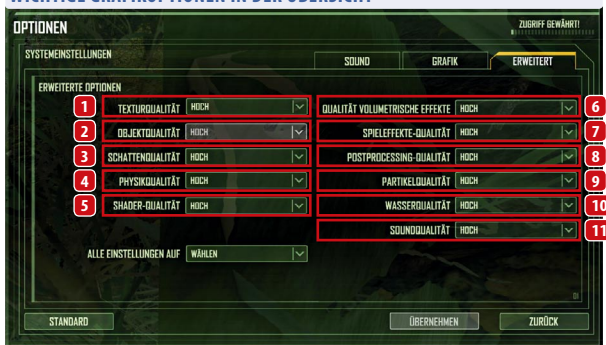 WICHTIGE GRAFIKOPTIONEN IN DER ÜBERSICHT
OPTIONEN
ZUGRIFF GEWÄHRT!
SYSTEMEINSTELLUNGEN
SOUND
GRAFIK
ERWEITERT
ERWEITERTE OPTIONEN
1 TEXTURQUALITÄT HOCH
2 OBJEKTQUALITÄT HOCH
3 SCHATTENQUALITÄT HOCH
4 PHYSIKQUALITÄT HOCH
5 SHADER-QUALITÄT HOCH
QUALITÄT VOLUMETRISCHE EFFEKTE HOCH 6
SPIELEFFEKTE-QUALITÄT HOCH 7
POSTPROCESSING-QUALITÄT HOCH 8
PARTIKELQUALITÄT HOCH 9
WASSERQUALITÄT HOCH 10
SOUNDQUALITÄT HOCH 11
ALLE EINSTELLUNGEN AUF WÄHLEN
01
STANDARD
ÜBERNEHMEN
ZURÜCK